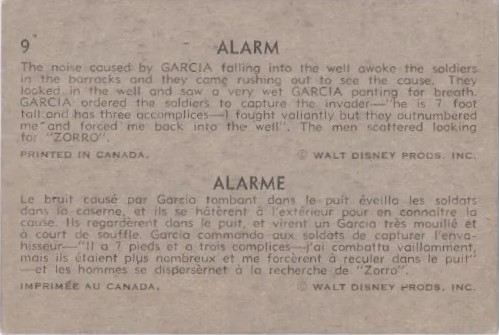 9 ALARM
The noise caused by GARCIA falling into the well awoke the soldiers
in the barracks and they came rushing out to see the cause. They
looked in the well and saw a very wet GARCIA panting for breath.
GARCIA ordered the soldiers to capture the invader—"he is 7 foot
tall and has three accomplices—I fought valiantly but they outnumbered
me and forced me back into the well". The men scattered looking
for "ZORRO".
PRINTED IN CANADA. © WALT DISNEY PRODS. INC.
ALARME
Le bruit causé par Garcia tombant dans le puit éveilla les soldats
dans la caserne, et ils se hâtèrent à l'extérieur pour en connaître la
cause. Ils regardèrent dans le puit, et virent un Garcia très mouillé et
à court de souffle. Garcia commanda aux soldats de capturer l'enva-
hisseur—"Il a 7 pieds et a trois complices—j'ai combattu vaillamment,
mais ils étaient plus nombreux et me forcèrent à reculer dans le puit"
—et les hommes se dispersèrnet à la recherche de "Zorro".
IMPRIMÉE AU CANADA. © WALT DISNEY PRODS. INC.